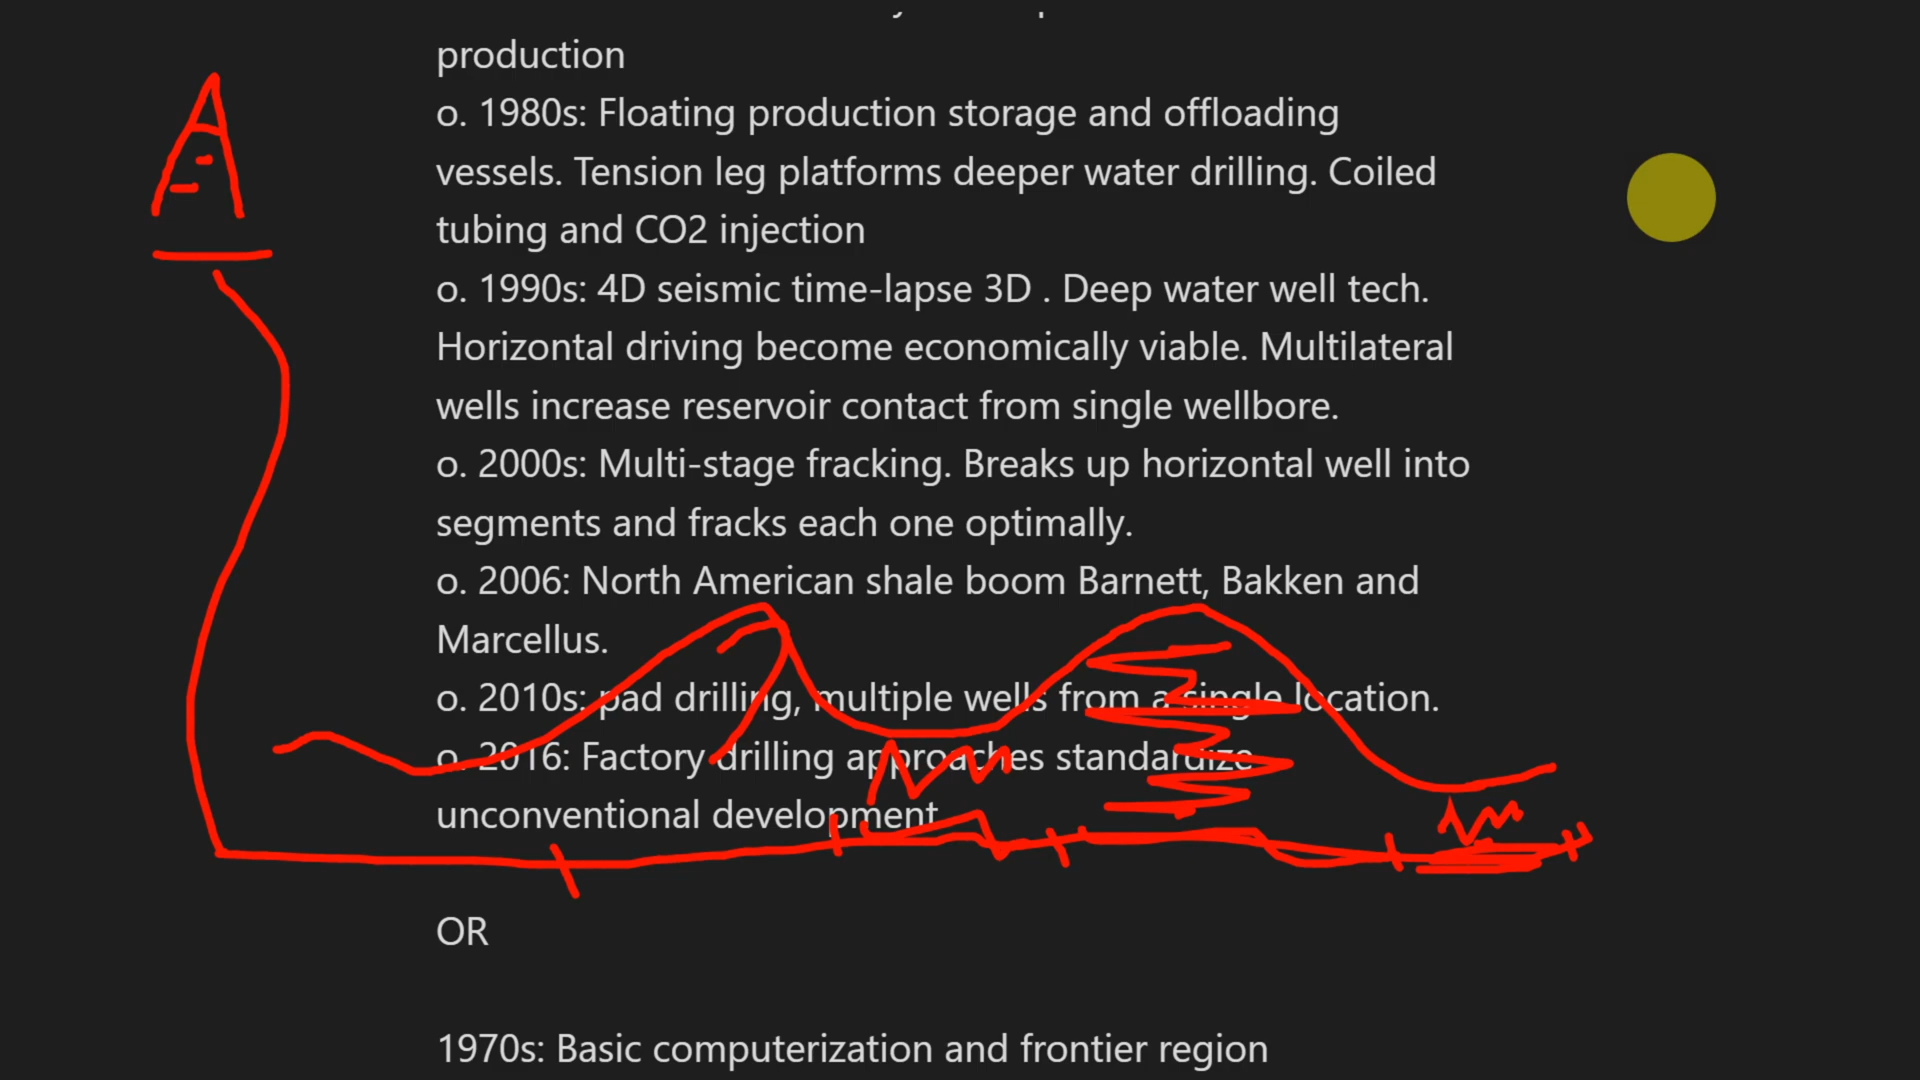 production
o. 1980s: Floating production storage and offloading
vessels. Tension leg platforms deeper water drilling. Coiled
tubing and CO2 injection
o. 1990s: 4D seismic time-lapse 3D . Deep water well tech.
Horizontal driving become economically viable. Multilateral
wells increase reservoir contact from single wellbore.
o. 2000s: Multi-stage fracking. Breaks up horizontal well into
segments and fracks each one optimally.
o. 2006: North American shale boom Barnett, Bakken and
Marcellus.
o. 2010s: pad drilling, multiple wells from a single location.
o. 2016: Factory drilling approaches standardize
unconventional development
OR
1970s: Basic computerization and frontier region